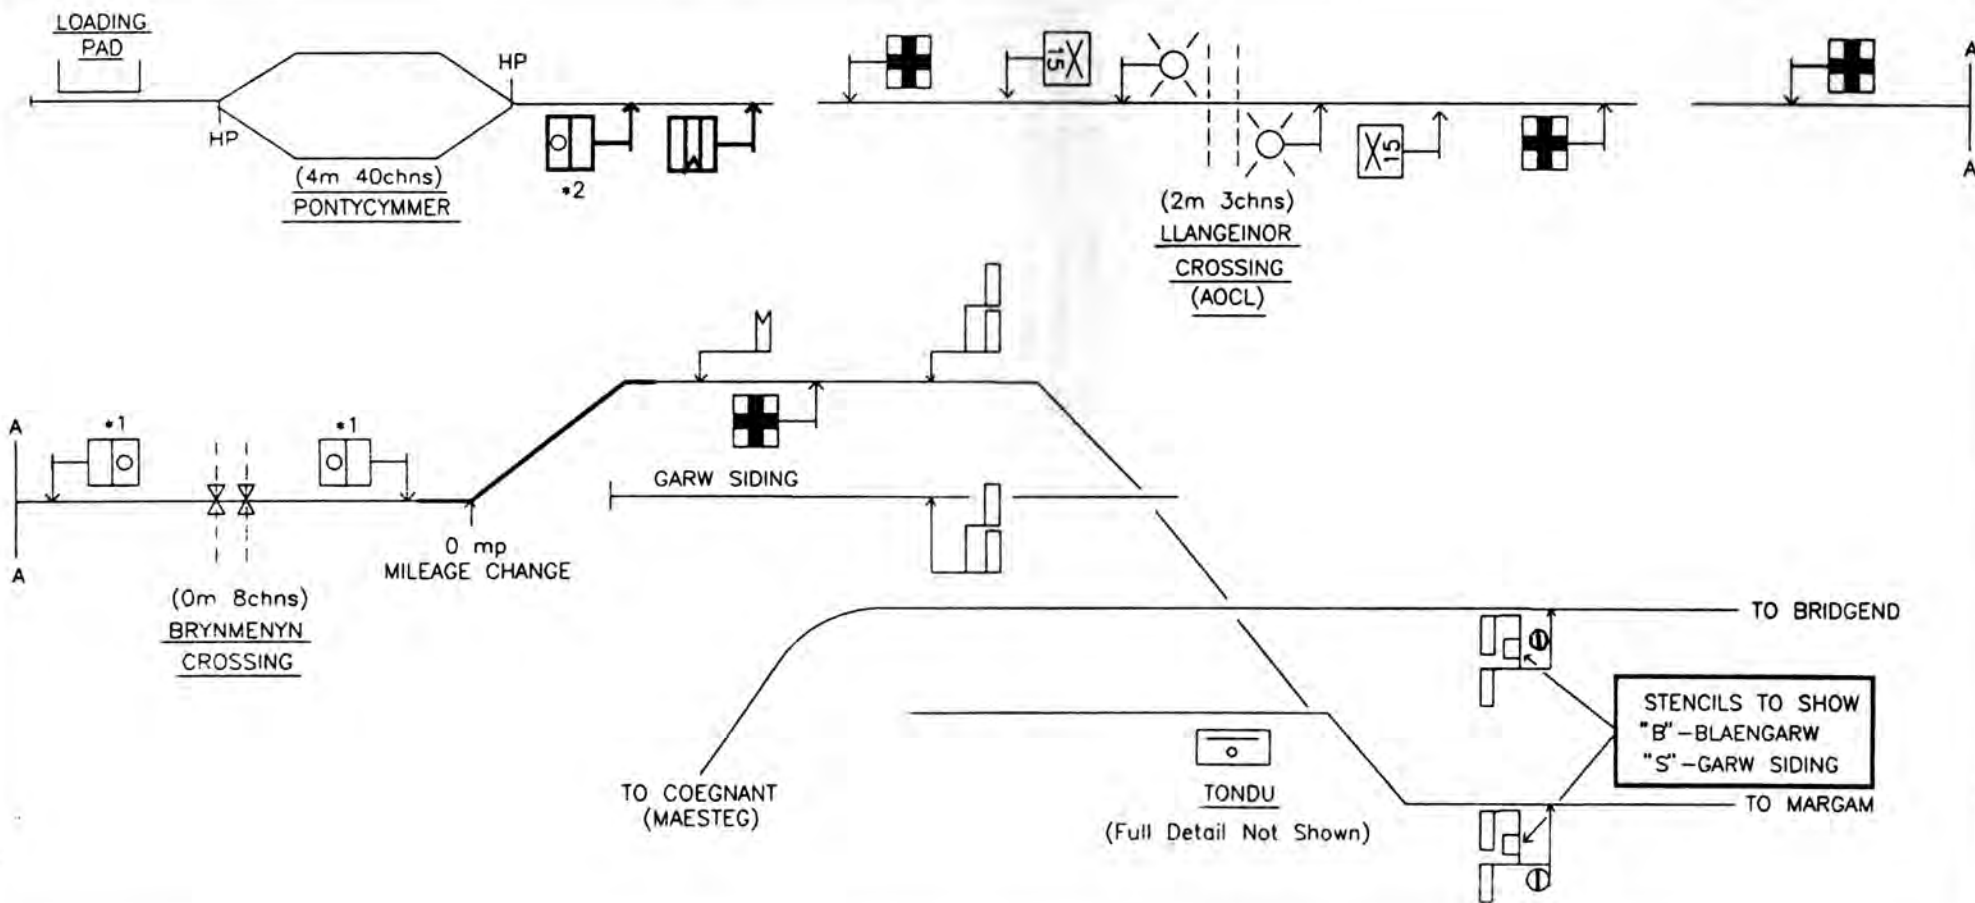 LOADING
PAD
HP
HP
(4m 40chns)
PONTYCYMMER
*2
X 15
X 15
(2m 3chns)
LLANGEINOR
CROSSING
(AOCL)
A
A
A
A
*1
*1
(0m 8chns)
BRYNMENYN
CROSSING
0 mp
MILEAGE CHANGE
M
GARW SIDING
TO COEGNANT
(MAESTEG)
TONDU
(Full Detail Not Shown)
TO BRIDGEND
STENCILS TO SHOW
"B"-BLAENGARW
"S"-GARW SIDING
TO MARGAM